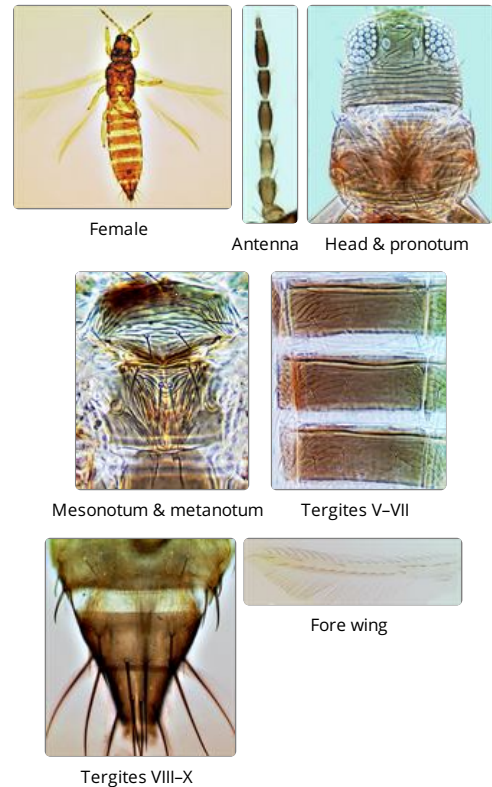 Female
Antenna
Head & pronotum
Mesonotum & metanotum
Tergites V–VII
Fore wing
Tergites VIII–X